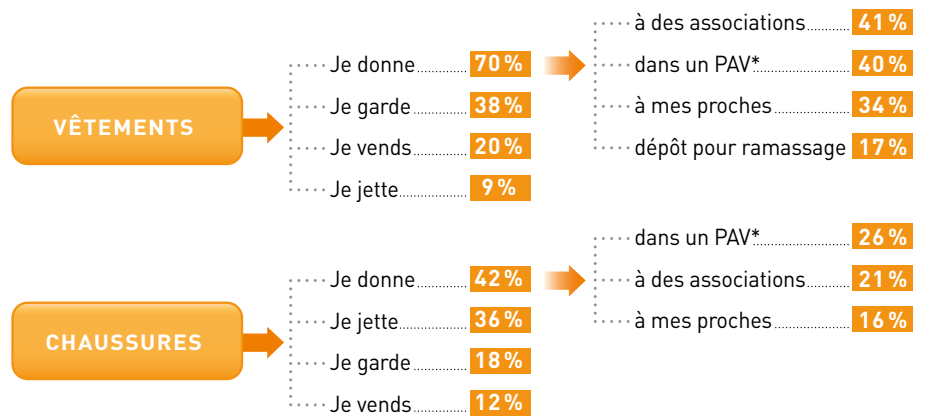 VÊTEMENTS
Je donne 70 %
Je garde 38 %
Je vends 20 %
Je jette 9 %
à des associations 41 %
dans un PAV* 40 %
à mes proches 34 %
dépôt pour ramassage 17 %
CHAUSSURES
Je donne 42 %
Je jette 36 %
Je garde 18 %
Je vends 12 %
dans un PAV* 26 %
à des associations 21 %
à mes proches 16 %